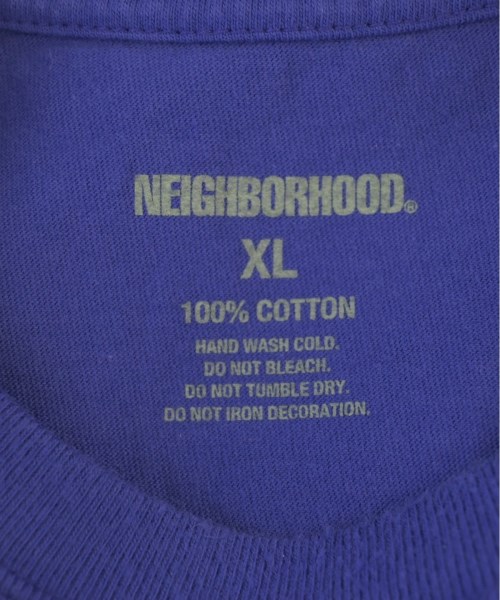 NEIGHBORHOOD®
XL
100% COTTON
HAND WASH COLD.
DO NOT BLEACH.
DO NOT TUMBLE DRY.
DO NOT IRON DECORATION.